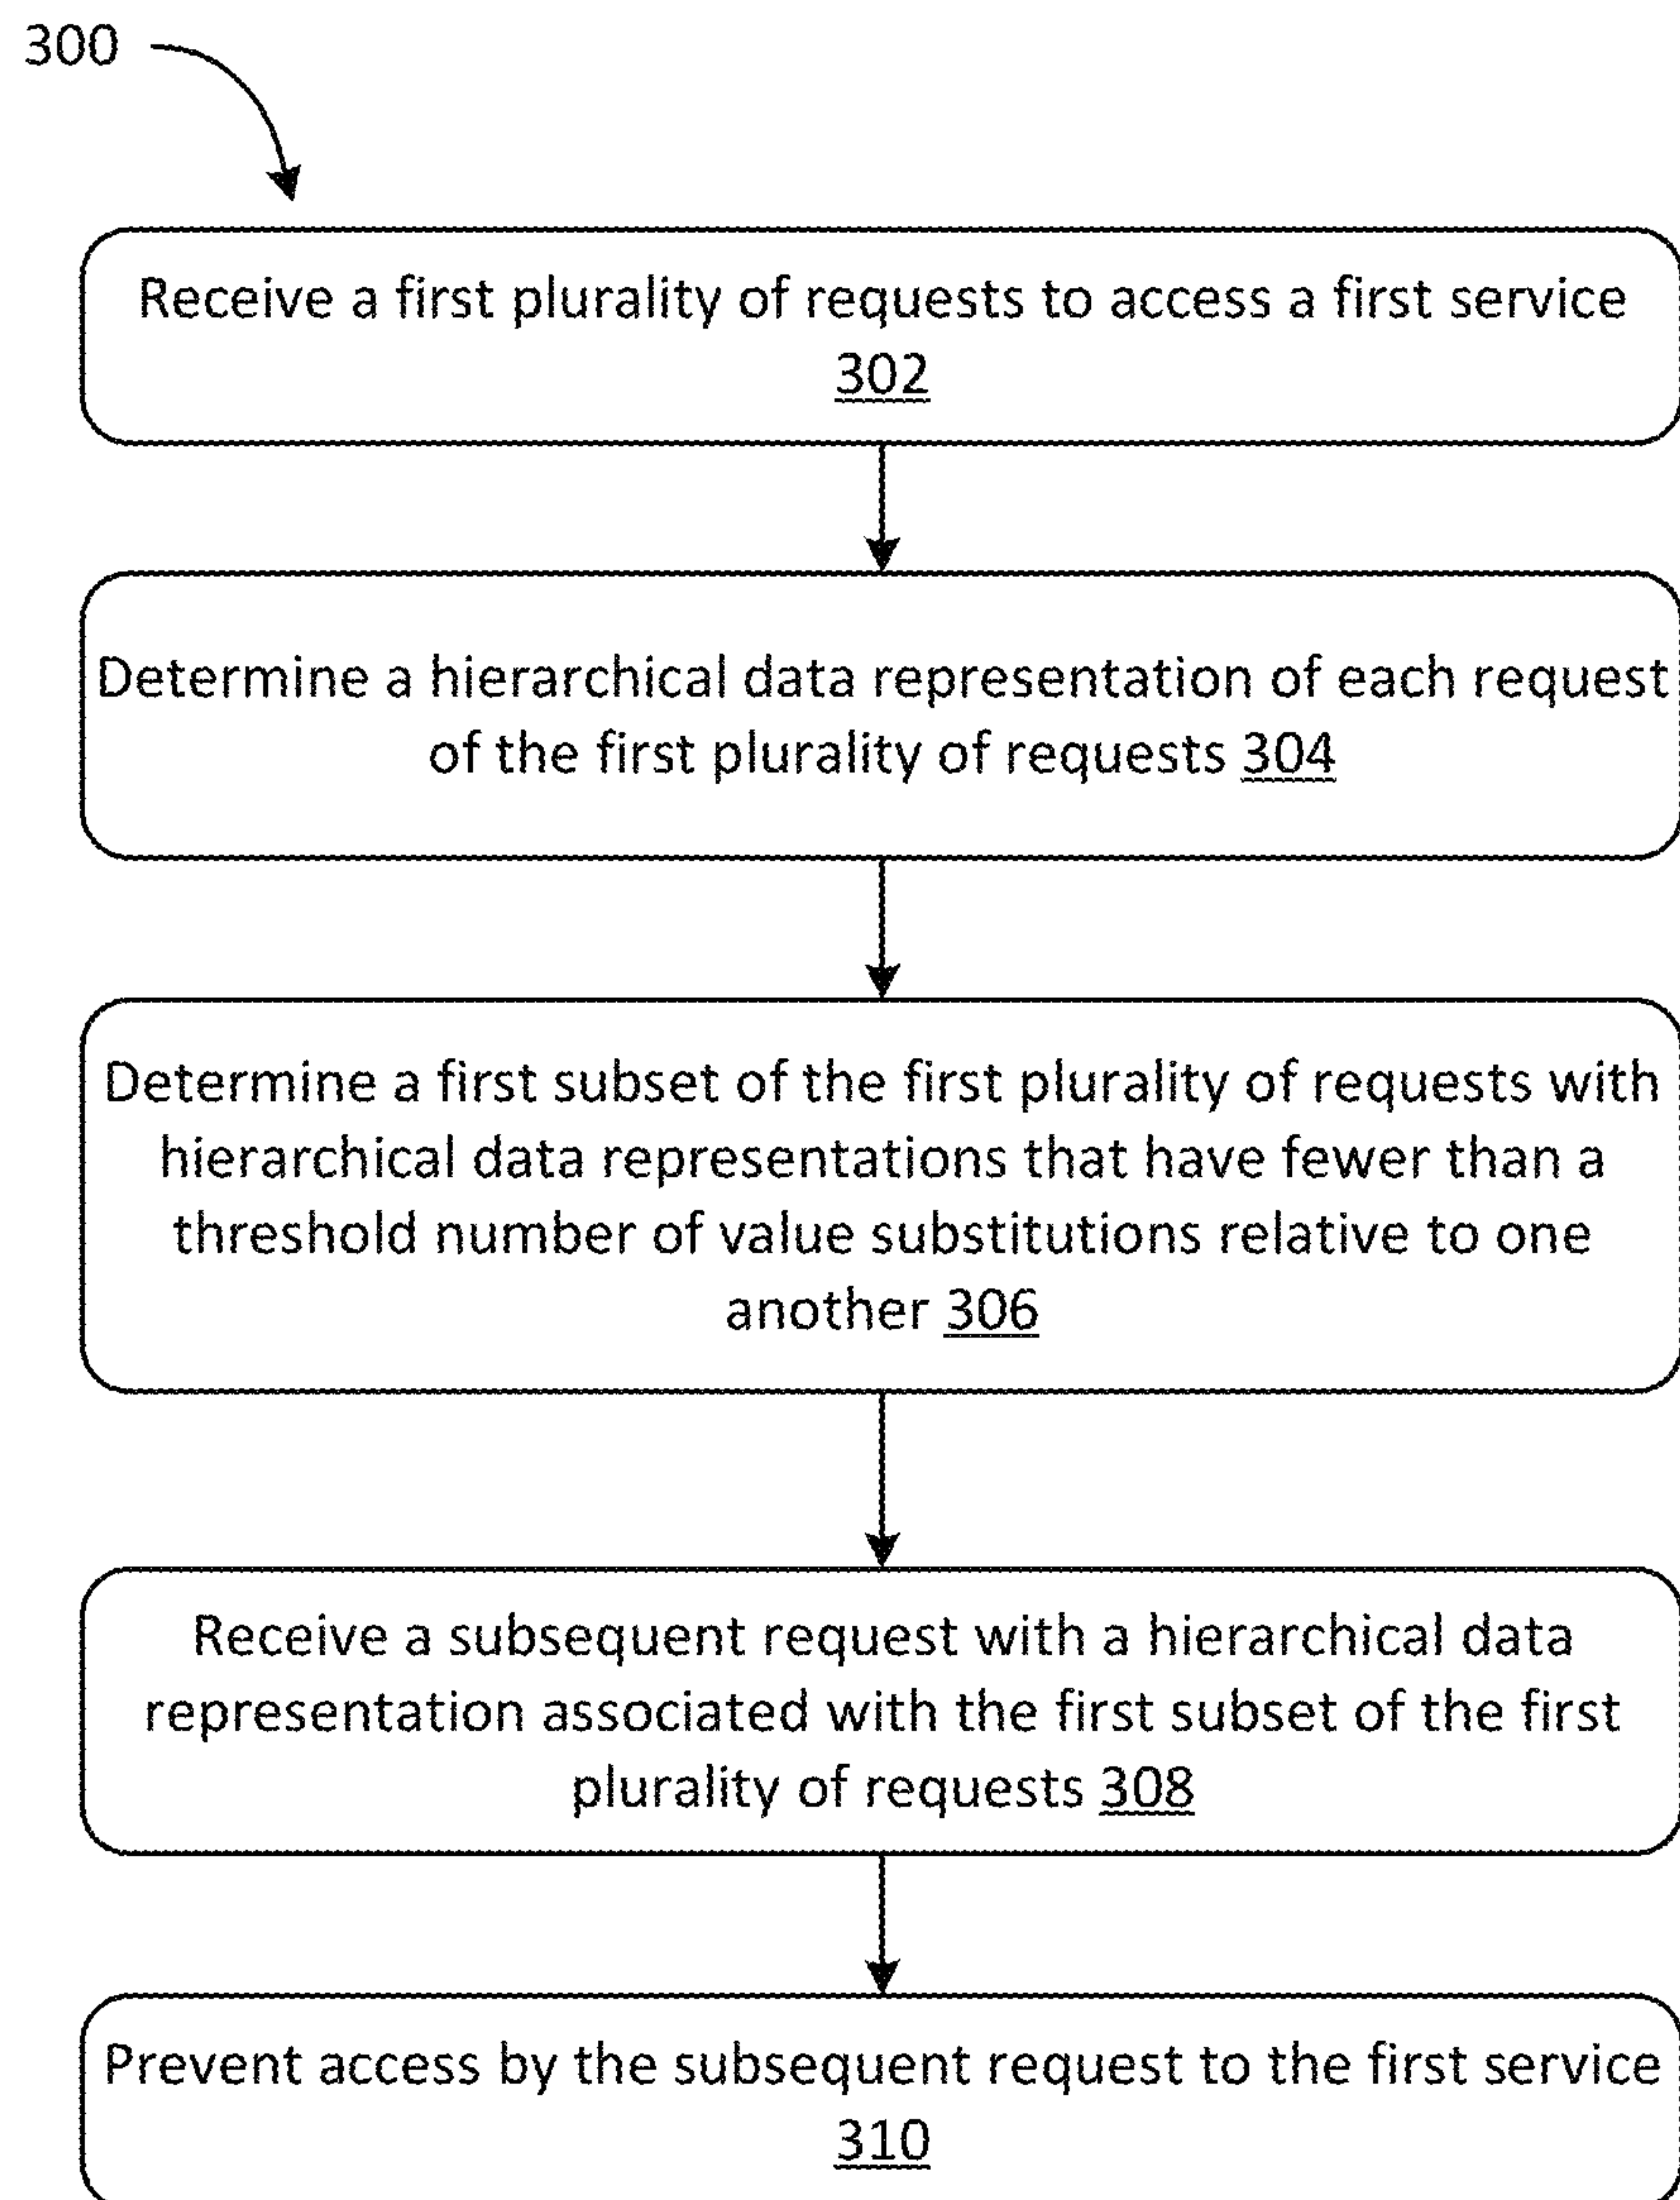 300
Receive a first plurality of requests to access a first service
302
Determine a hierarchical data representation of each request
of the first plurality of requests 304
Determine a first subset of the first plurality of requests with
hierarchical data representations that have fewer than a
threshold number of value substitutions relative to one
another 306
Receive a subsequent request with a hierarchical data
representation associated with the first subset of the first
plurality of requests 308
Prevent access by the subsequent request to the first service
310